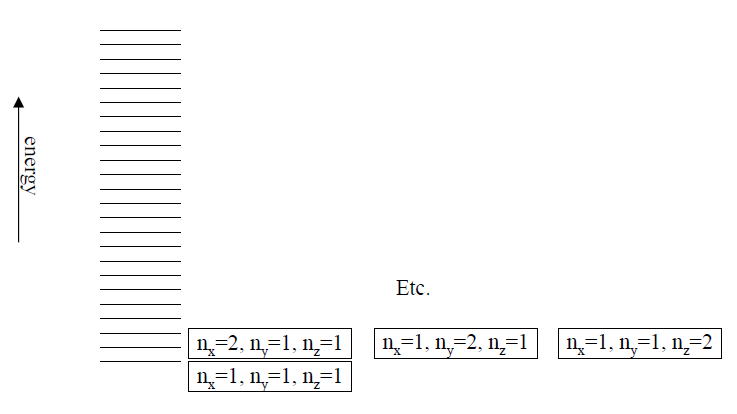 energy
Etc.
nx=2, ny=1, nz=1
nx=1, ny=2, nz=1
nx=1, ny=1, nz=2
nx=1, ny=1, nz=1